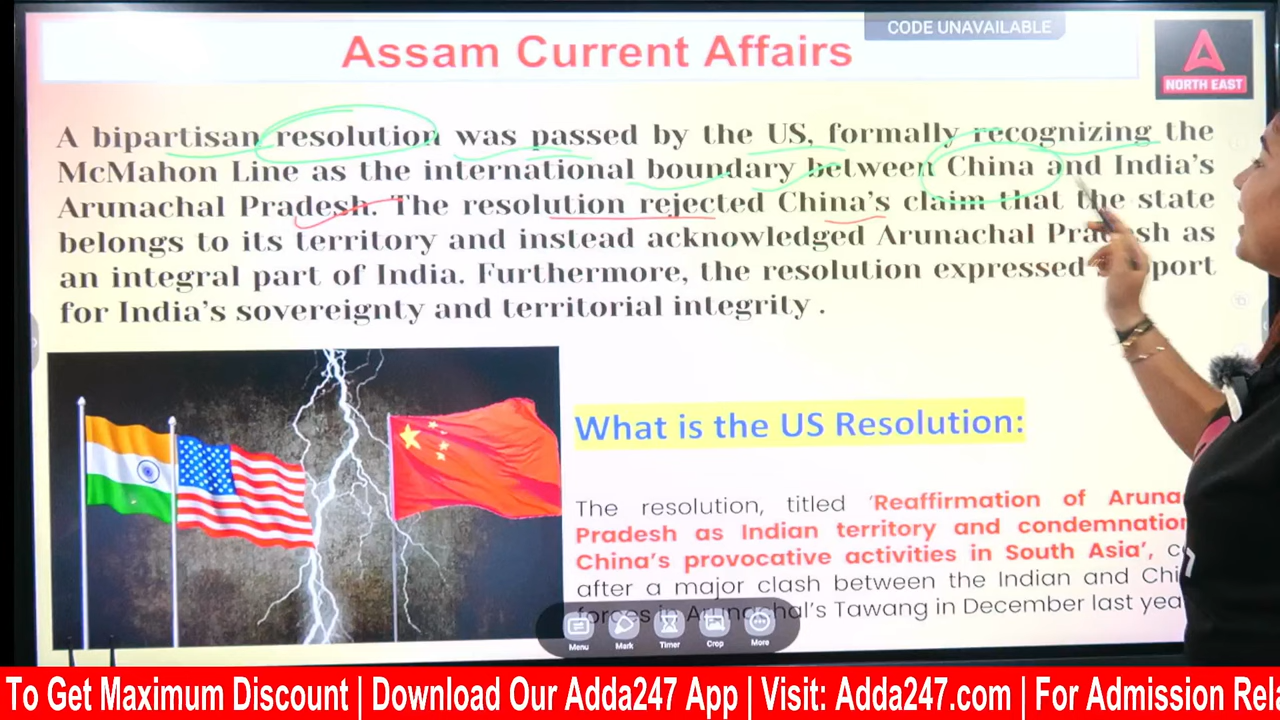 CODE UNAVAILABLE
Assam Current Affairs
NORTH EAST
A bipartisan resolution was passed by the US, formally recognizing the
McMahon Line as the international boundary between China and India's
Arunachal Pradesh. The resolution rejected China's claim that the state
belongs to its territory and instead acknowledged Arunachal Pradesh as
an integral part of India. Furthermore, the resolution expressed
for India's sovereignty and territorial integrity .
What is the US Resolution:
The resolution, titled 'Reaffirmation of
Pradesh as Indian territory and
China's provocative activities in South Asia',
after a major clash between the Indian and
forces in Arunachal's Tawang in December last
Menu Mark Timer Crop More
To Get Maximum Discount | Download Our Adda247 App | Visit: Adda247.com | For Admission